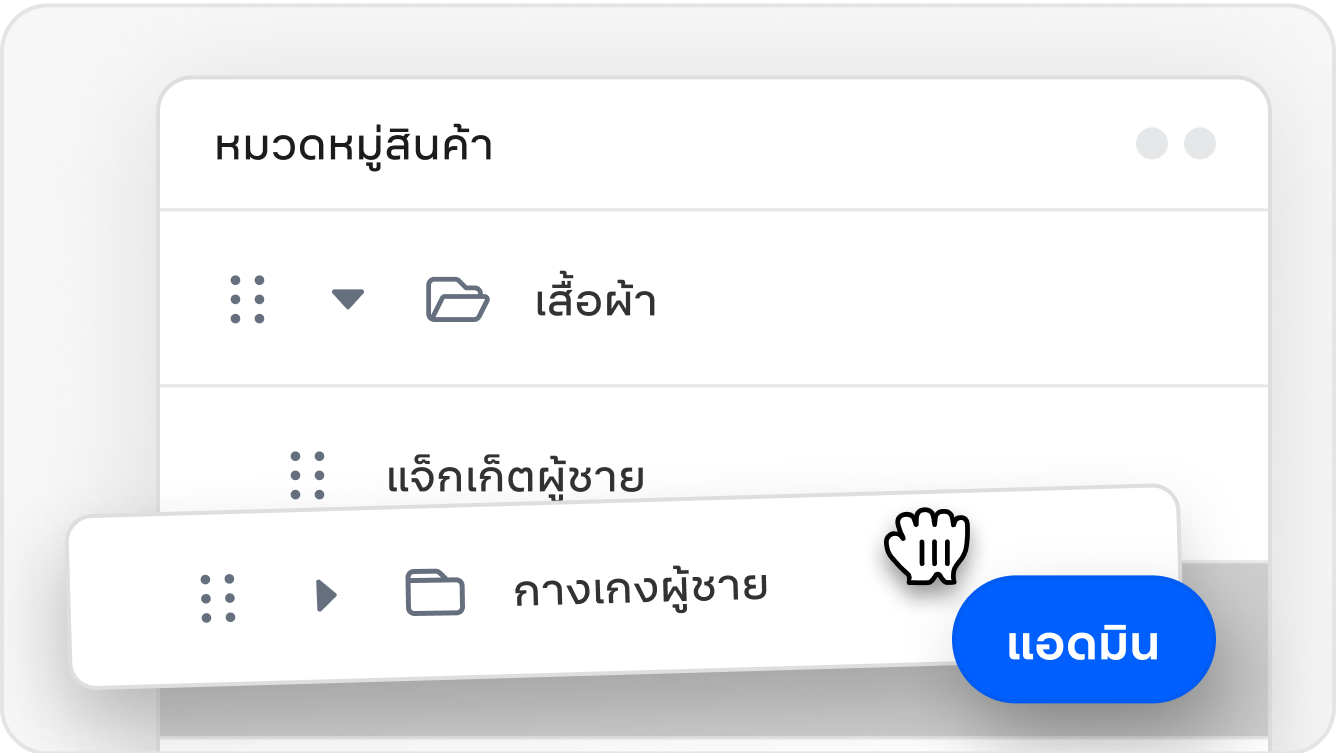 หมวดหมู่สินค้า
เสื้อผ้า
แจ็กเก็ตผู้ชาย
กางเกงผู้ชาย
แอดมิน